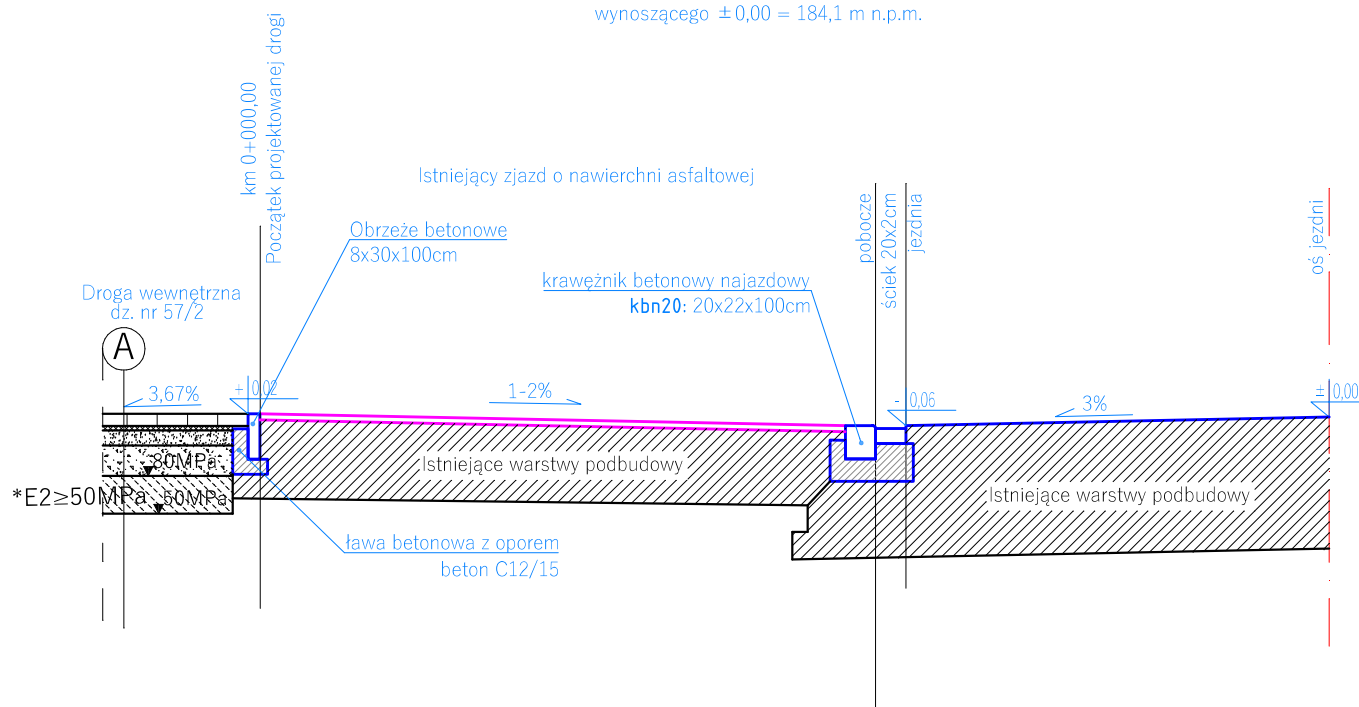 wynoszącego ±0,00 = 184,1 m n.p.m.
km 0+000,00
Początek projektowanej drogi
Istniejący zjazd o nawierzchni asfaltowej
pobocze
ściek 20x2cm
jezdnia
oś jezdni
Obrzeże betonowe
8x30x100cm
krawężnik betonowy najazdowy
kbn20: 20x22x100cm
Droga wewnętrzna
dz. nr 57/2
A
3,67%
+ 0,02
1-2%
- 0,06
3%
± 0,00
80MPa
Istniejące warstwy podbudowy
*E2≥50MPa
50MPa
Istniejące warstwy podbudowy
ława betonowa z oporem
beton C12/15